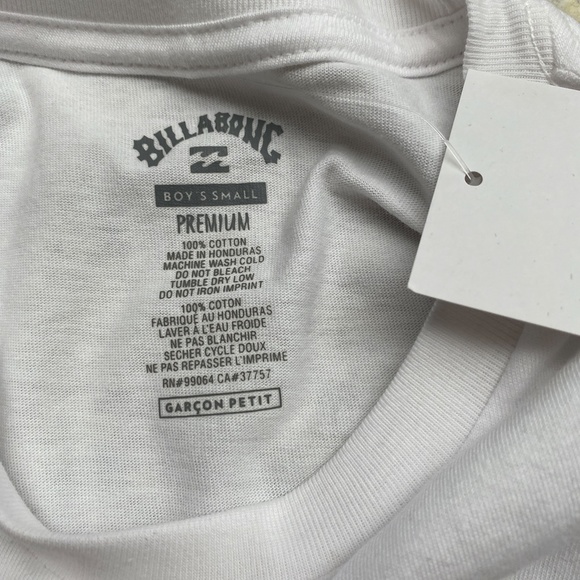 BILLABONG
BOY'S SMALL
PREMIUM
100% COTTON
MADE IN HONDURAS
MACHINE WASH COLD
DO NOT BLEACH
TUMBLE DRY LOW
DO NOT IRON IMPRINT
100% COTON
FABRIQUÉ AU HONDURAS
LAVER À L'EAU FROIDE
NE PAS BLANCHIR
SECHER CYCLE DOUX
NE PAS REPASSER L'IMPRIME
RN#99064 CA#37757
GARÇON PETIT